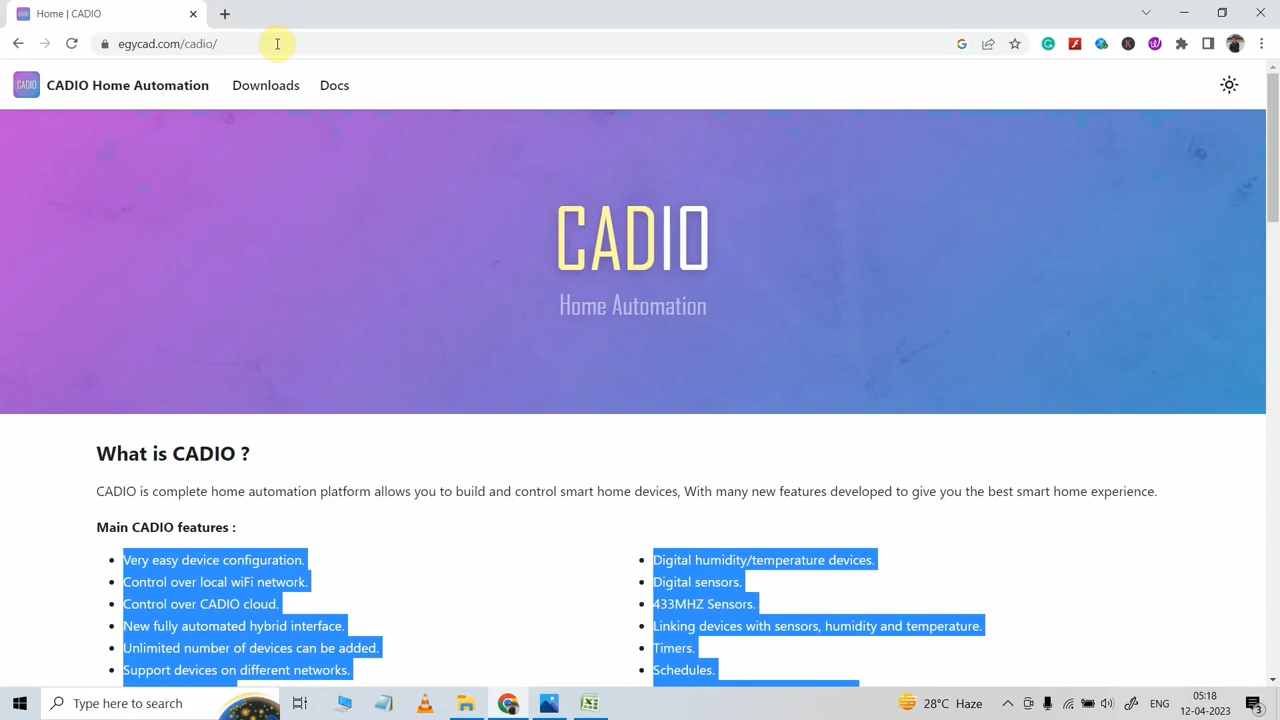 Home | CADIO
egycad.com/cadio/
CADIO
CADIO Home Automation
Downloads
Docs
CADIO
Home Automation
What is CADIO ?
CADIO is complete home automation platform allows you to build and control smart home devices, With many new features developed to give you the best smart home experience.
Main CADIO features :
Very easy device configuration.
Control over local wiFi network.
Control over CADIO cloud.
New fully automated hybrid interface.
Unlimited number of devices can be added.
Support devices on different networks.
Digital humidity/temperature devices.
Digital sensors.
433MHZ Sensors.
Linking devices with sensors, humidity and temperature.
Timers.
Schedules.
Type here to search
28°C Haze
ENG
05:18
12-04-2023
3